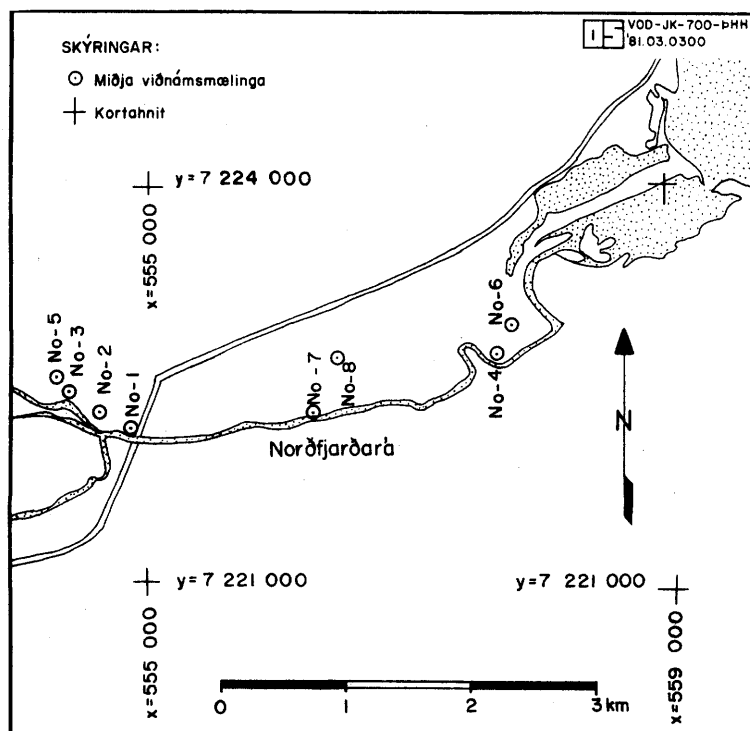 SKÝRINGAR:
Miðja viðnámsmælinga
Kortahnit
VOD-JK-700-ÞHH
'81.03.0300
y=7 224 000
x=555 000
No-5
No-3
No-2
No-1
No-7
No-8
No-6
No-4
Norðfjarðará
N
y=7 221 000
y=7 221 000
x=555 000
x=559 000
0 1 2 3 km